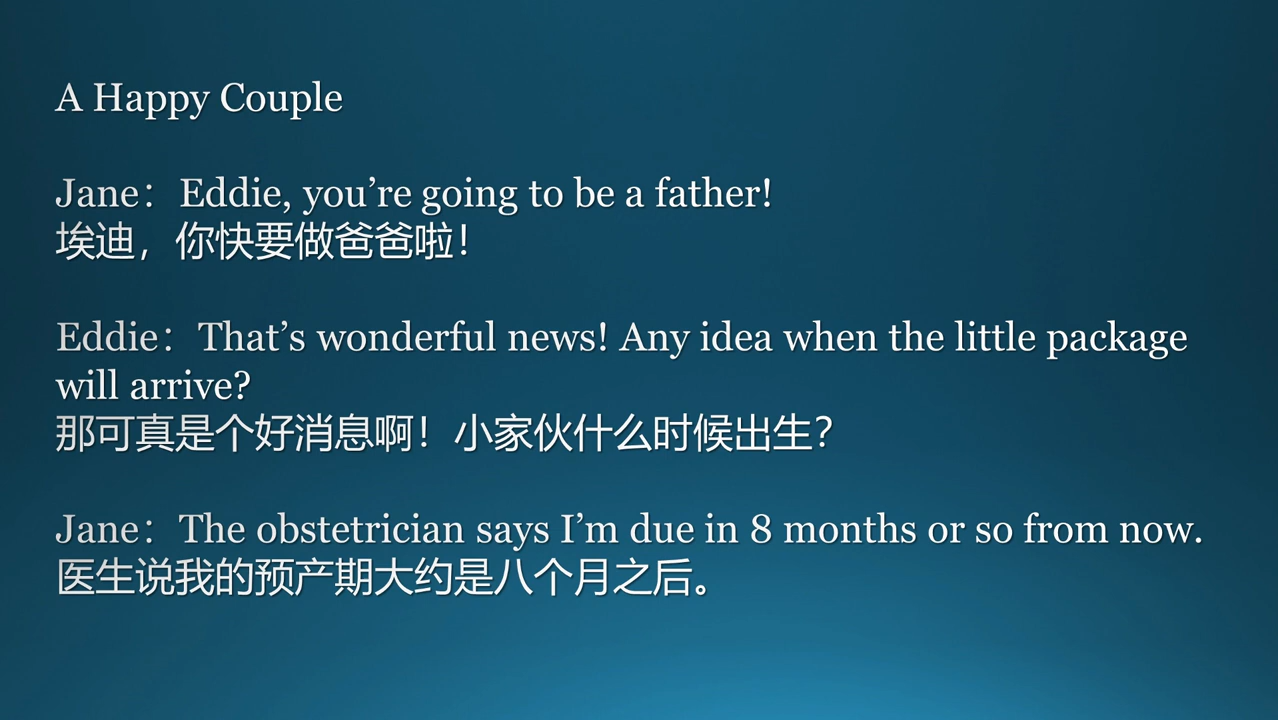 A Happy Couple
Jane：Eddie, you’re going to be a father!
埃迪，你快要做爸爸啦！
Eddie：That’s wonderful news! Any idea when the little package
will arrive?
那可真是个好消息啊！小家伙什么时候出生？
Jane：The obstetrician says I’m due in 8 months or so from now.
医生说我的预产期大约是八个月之后。